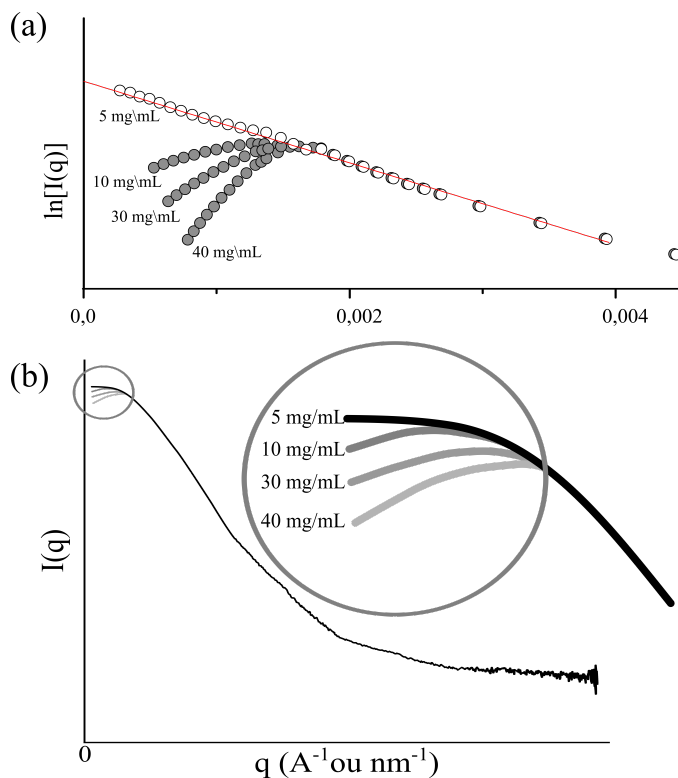 (a)
ln[I(q)]
5 mg\mL
10 mg\mL
30 mg\mL
40 mg\mL
0,0
0,002
0,004
(b)
I(q)
5 mg/mL
10 mg/mL
30 mg/mL
40 mg/mL
0
q (A⁻¹ou nm⁻¹)